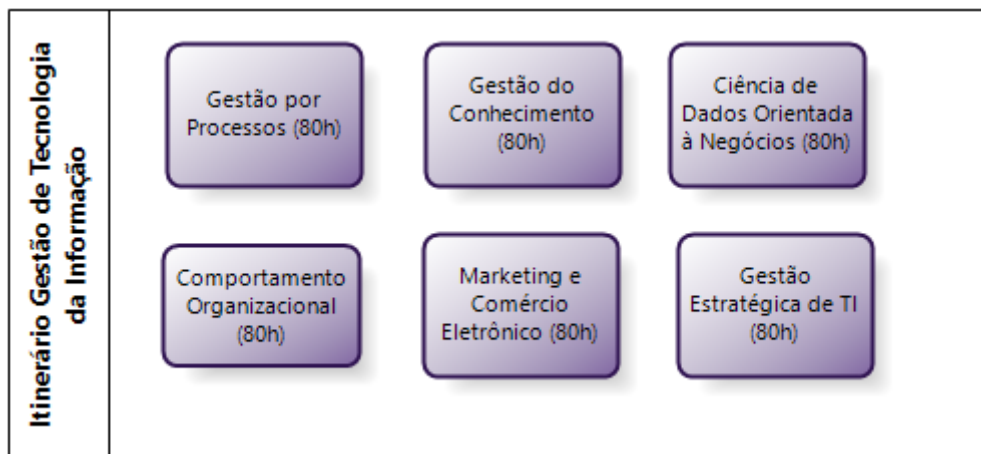 Itinerário Gestão de Tecnologia
da Informação
Gestão por
Processos (80h)
Gestão do
Conhecimento
(80h)
Ciência de
Dados Orientada
à Negócios (80h)
Comportamento
Organizacional
(80h)
Marketing e
Comércio
Eletrônico (80h)
Gestão
Estratégica de TI
(80h)